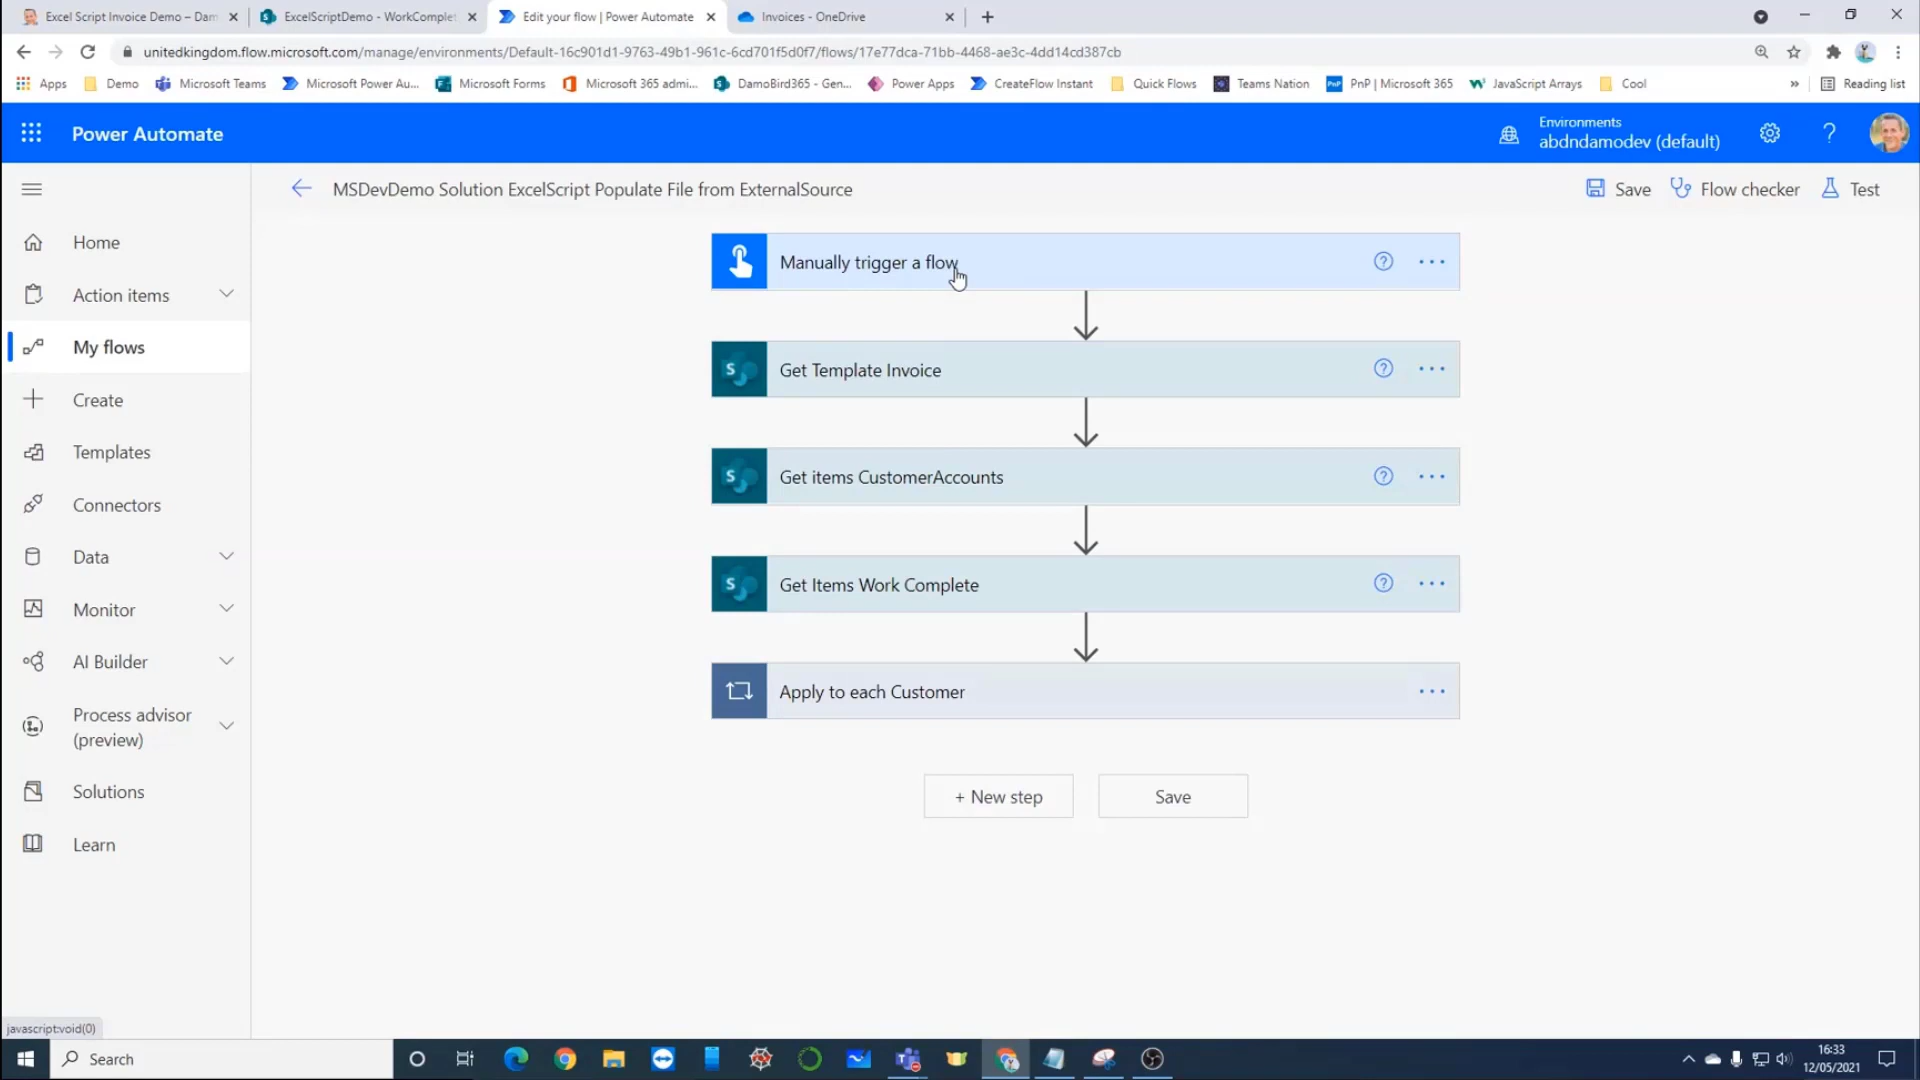 Excel Script Invoice Demo – Dam
ExcelScriptDemo - WorkComplet
Edit your flow | Power Automate
Invoices - OneDrive
unitedkingdom.flow.microsoft.com/manage/environments/Default-16c901d1-9763-49b1-961c-6cd701f5d0f7/flows/17e77dca-71bb-4468-ae3c-4dd14cd387cb
Apps
Demo
Microsoft Teams
Microsoft Power Au...
Microsoft Forms
Microsoft 365 admi...
DamoBird365 - Gen...
Power Apps
CreateFlow Instant
Quick Flows
Teams Nation
PnP | Microsoft 365
JavaScript Arrays
Cool
»
Reading list
Power Automate
Environments
abdndamodev (default)
MSDevDemo Solution ExcelScript Populate File from ExternalSource
Save
Flow checker
Test
Home
Action items
My flows
Create
Templates
Connectors
Data
Monitor
AI Builder
Process advisor
(preview)
Solutions
Learn
Manually trigger a flow
Get Template Invoice
Get items CustomerAccounts
Get Items Work Complete
Apply to each Customer
+ New step
Save
javascript:void(0)
Search
16:33
12/05/2021